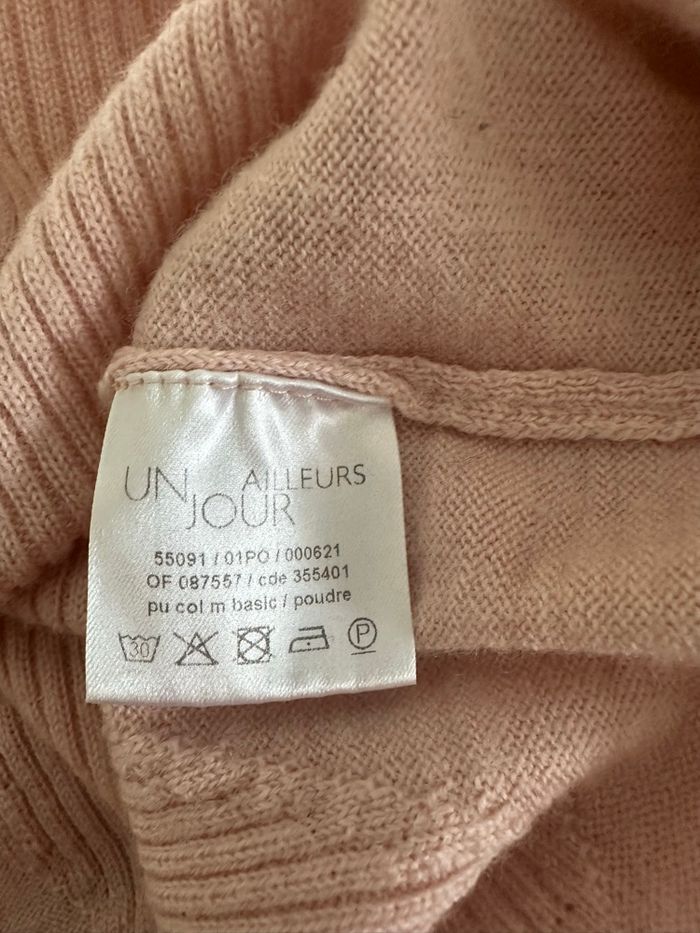 UN JOUR AILLEURS
55091 / 01PO / 000621
OF 087557 / cde 355401
pu col m basic / poudre
30 P